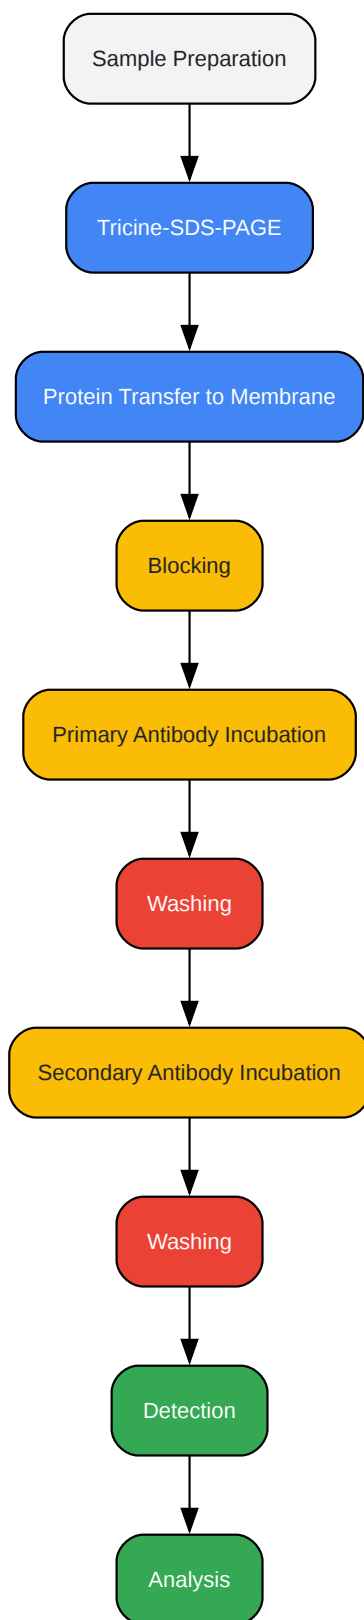 Sample Preparation
Tricine-SDS-PAGE
Protein Transfer to Membrane
Blocking
Primary Antibody Incubation
Washing
Secondary Antibody Incubation
Washing
Detection
Analysis